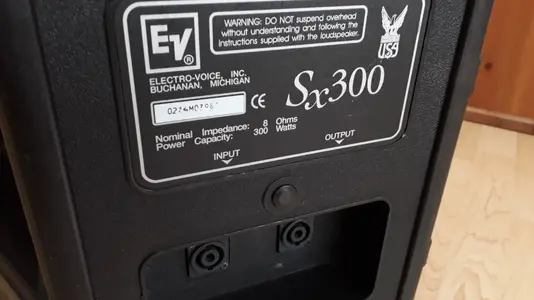 EV®
WARNING: DO NOT suspend overhead
without understanding and following the
instructions supplied with the loudspeaker.
USA
ELECTRO-VOICE, INC.
BUCHANAN, MICHIGAN
CE
Sx300
Nominal Impedance: 8 Ohms
Power Capacity: 300 Watts
INPUT
OUTPUT